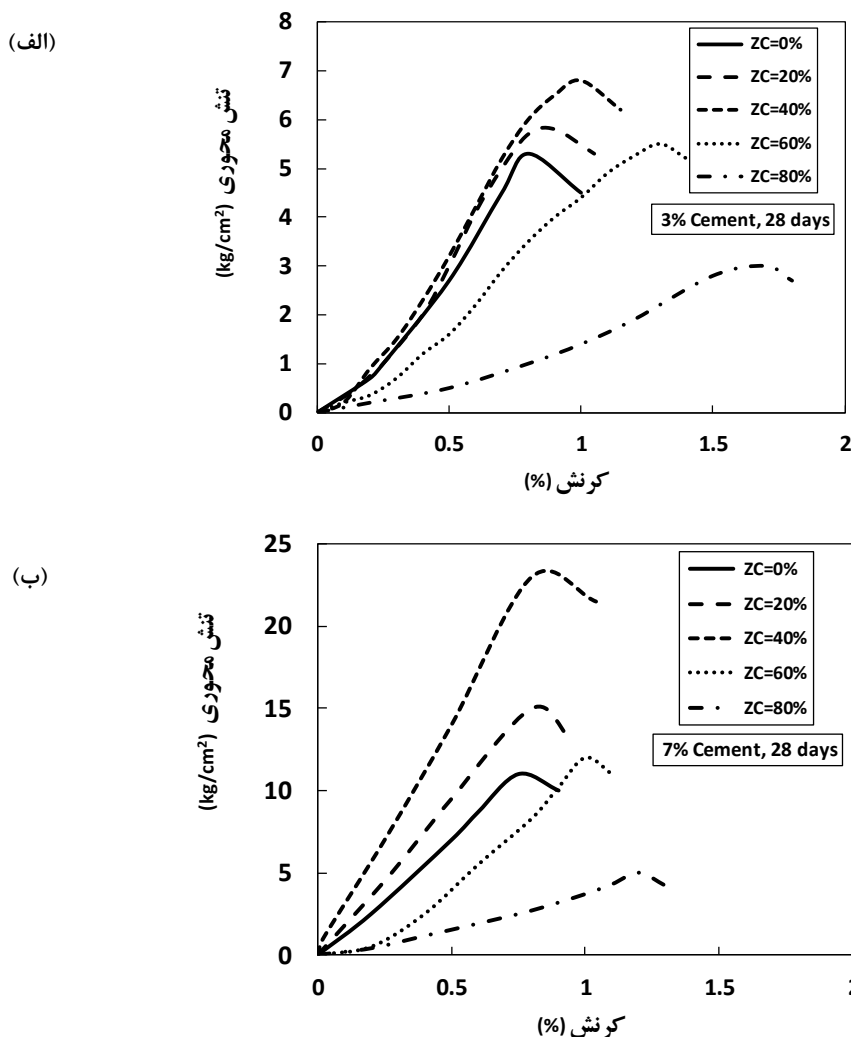 (الف)
تنش محوری (kg/cm²)
8
7
6
5
4
3
2
1
0
ZC=0%
ZC=20%
ZC=40%
ZC=60%
ZC=80%
3% Cement, 28 days
0 0.5 1 1.5 2
کرنش (%)
(ب)
تنش محوری (kg/cm²)
25
20
15
10
5
0
ZC=0%
ZC=20%
ZC=40%
ZC=60%
ZC=80%
7% Cement, 28 days
0 0.5 1 1.5 2
کرنش (%)